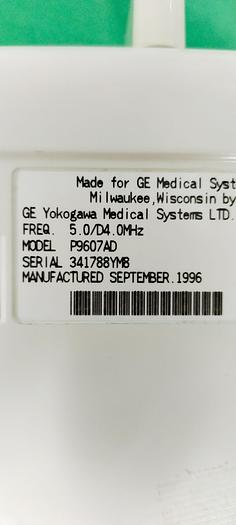 Made for GE Medical Syst
Milwaukee,Wisconsin by
GE Yokogawa Medical Systems LTD.
FREQ. 5.0/D4.0MHz
MODEL P9607AD
SERIAL 341788YM8
MANUFACTURED SEPTEMBER.1996